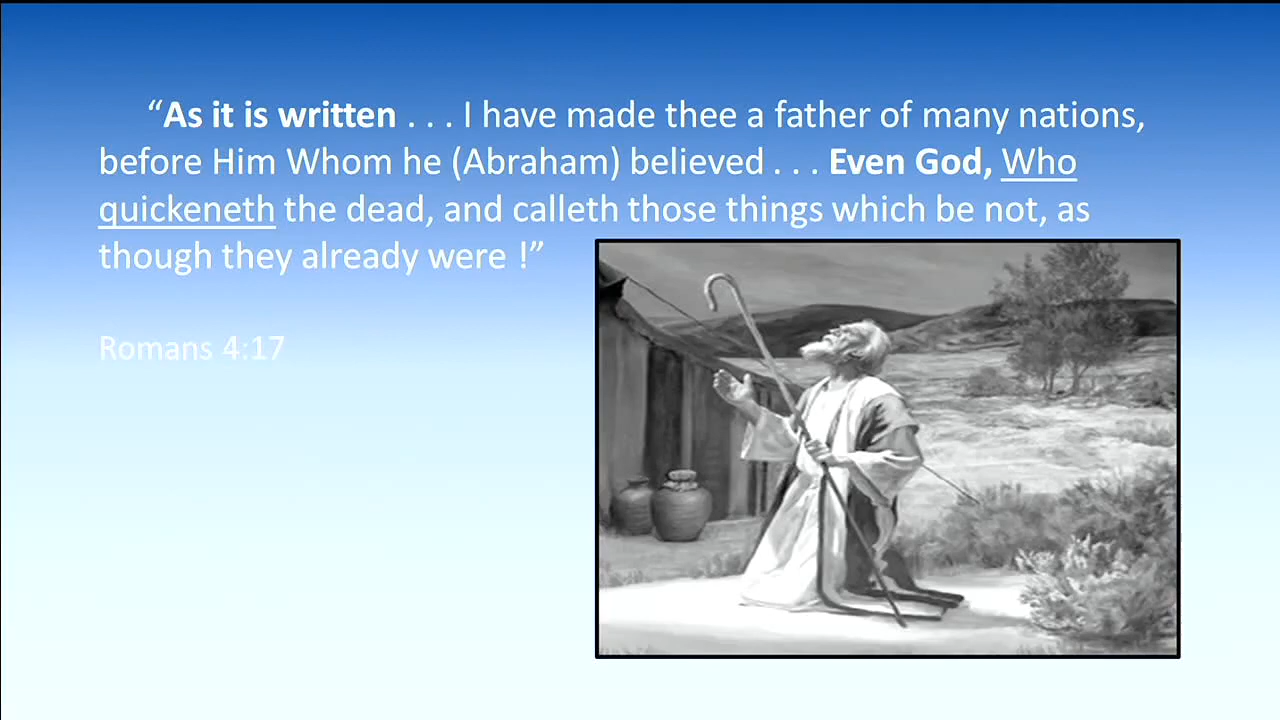 “As it is written . . . I have made thee a father of many nations,
before Him Whom he (Abraham) believed . . . Even God, Who
quickeneth the dead, and calleth those things which be not, as
though they already were !”
Romans 4:17